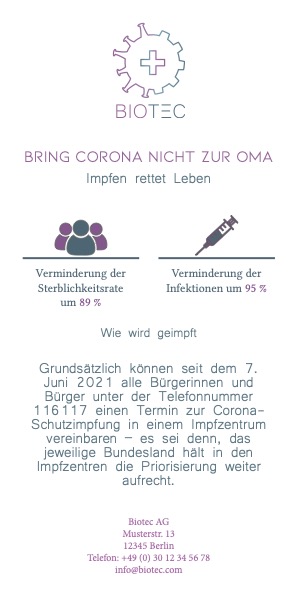 BIOTEC
BRING CORONA NICHT ZUR OMA
Impfen rettet Leben
Verminderung der
Sterblichkeitsrate
um 89 %
Verminderung der
Infektionen um 95 %
Wie wird geimpft
Grundsätzlich können seit dem 7.
Juni 2021 alle Bürgerinnen und
Bürger unter der Telefonnummer
116117 einen Termin zur Corona-
Schutzimpfung in einem Impfzentrum
vereinbaren – es sei denn, das
jeweilige Bundesland hält in den
Impfzentren die Priorisierung weiter
aufrecht.
Biotec AG
Musterstr. 13
12345 Berlin
Telefon: +49 (0) 30 12 34 56 78
info@biotec.com